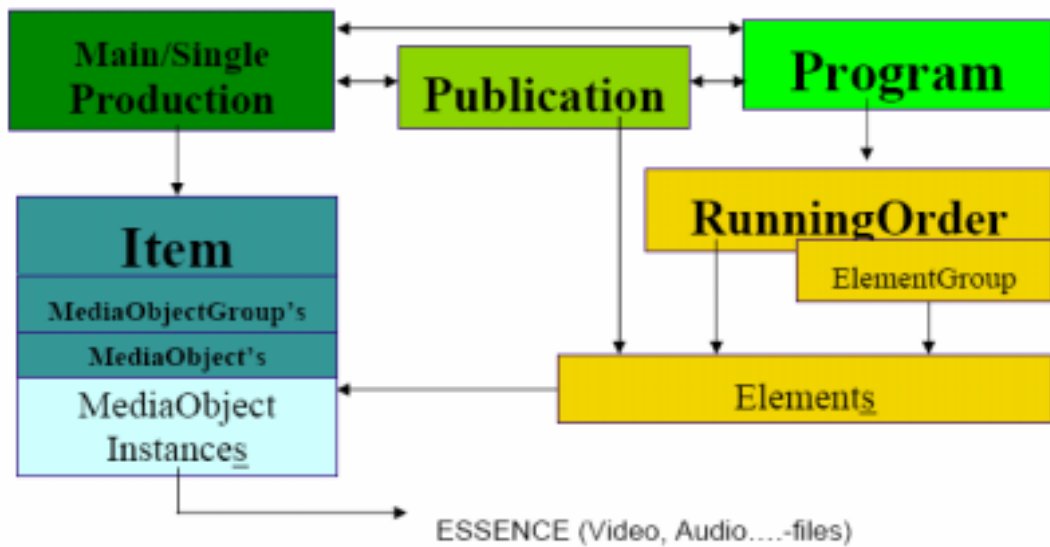 Main/Single
Production
Publication
Program
Item
MediaObjectGroup's
MediaObject's
MediaObject
Instances
RunningOrder
ElementGroup
Elements
ESSENCE (Video, Audio....-files)